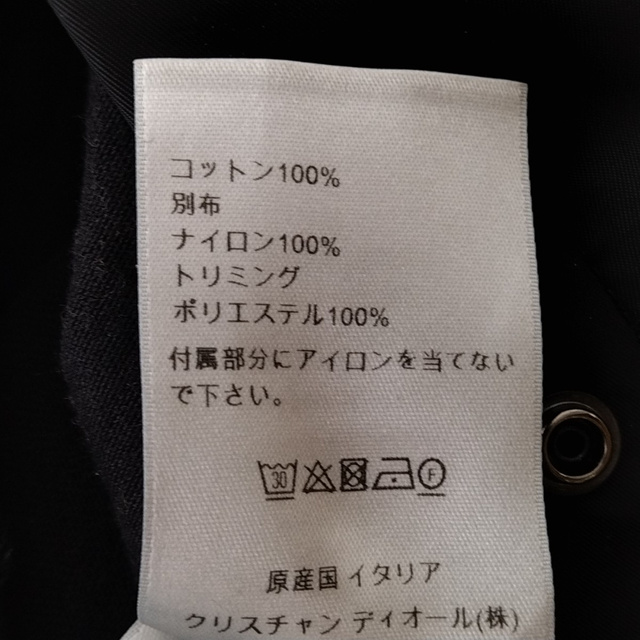 コットン100%
別布
ナイロン100%
トリミング
ポリエステル100%
付属部分にアイロンを当てない
で下さい。
30 F
原産国 イタリア
クリスチャン ディオール(株)